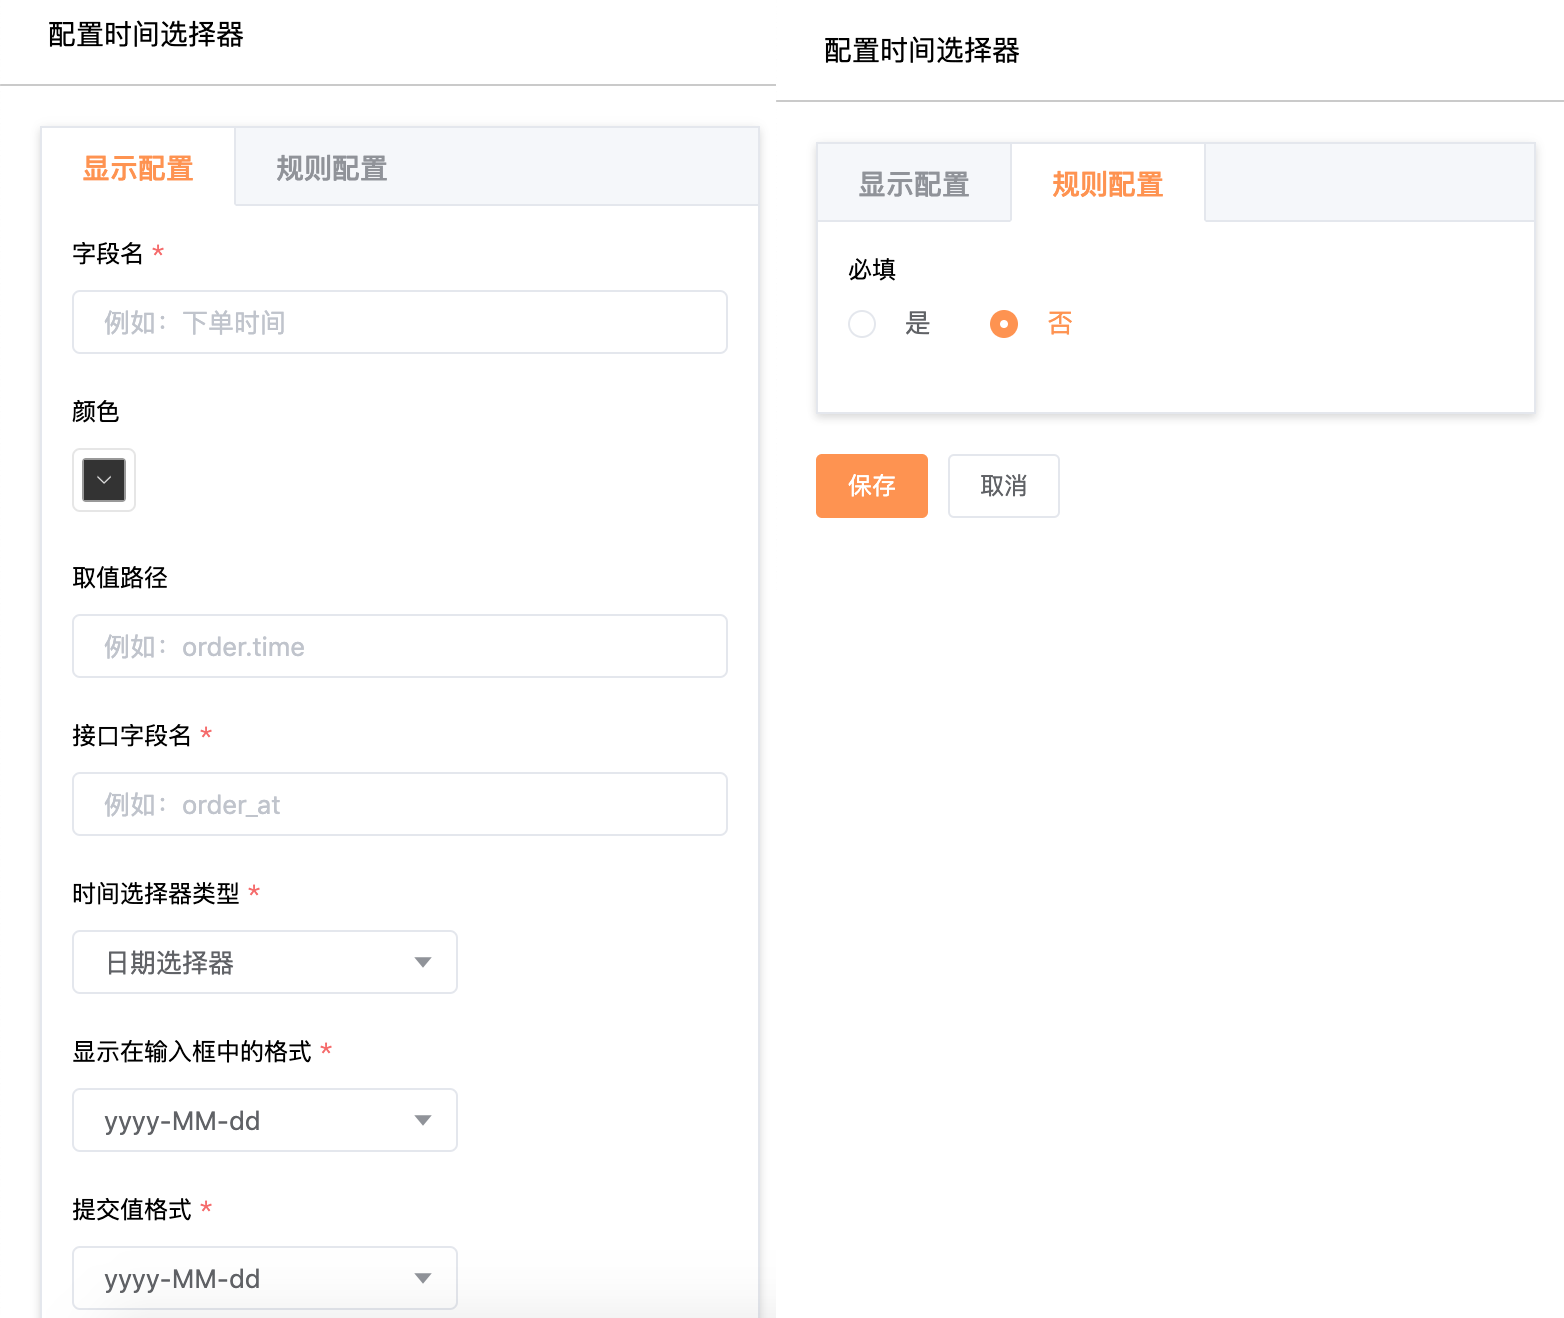 配置时间选择器
显示配置
规则配置
字段名 *
例如：下单时间
颜色
取值路径
例如：order.time
接口字段名 *
例如：order_at
时间选择器类型 *
日期选择器
显示在输入框中的格式 *
yyyy-MM-dd
提交值格式 *
yyyy-MM-dd
配置时间选择器
显示配置
规则配置
必填
是
否
保存
取消